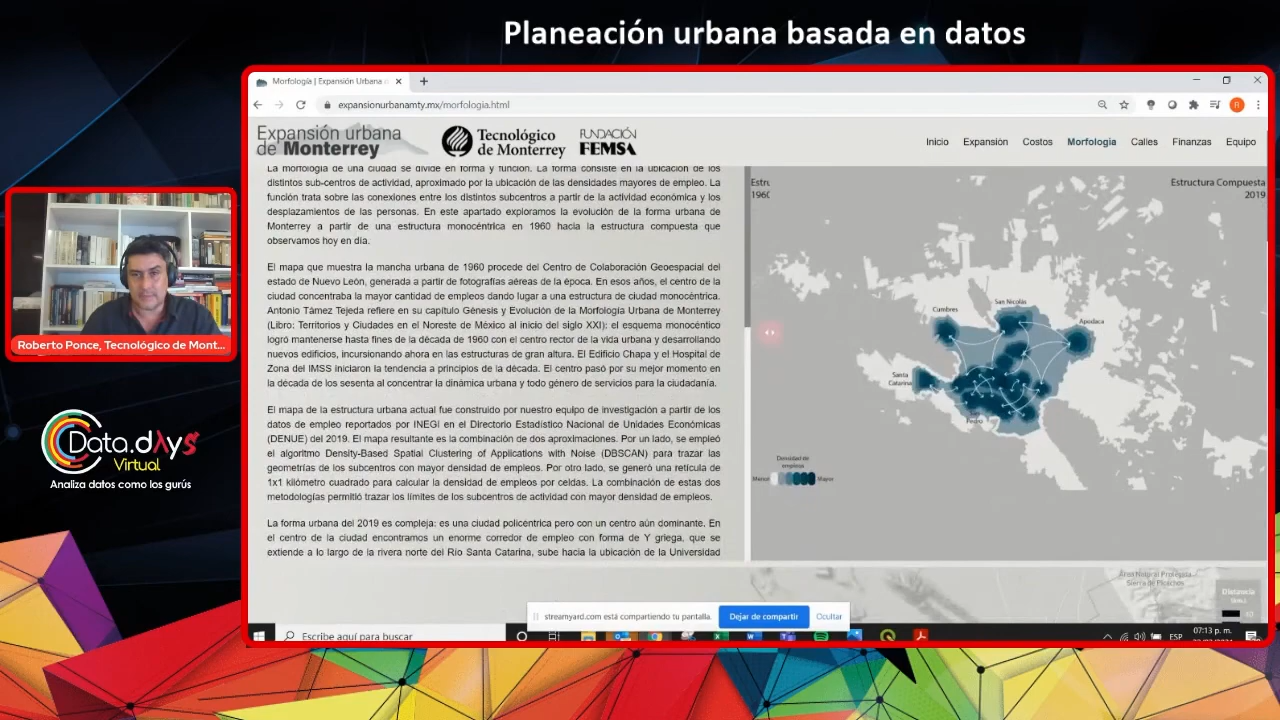 Planeación urbana basada en datos
Morfología | Expansión Urbana
expansionurbanamty.mx/morfologia.html
Expansión urbana
de Monterrey
Tecnológico
de Monterrey
FUNDACIÓN
FEMSA
Inicio
Expansión
Costos
Morfología
Calles
Finanzas
Equipo
La morfología de una ciudad se divide en forma y función. La forma consiste en la ubicación de los
distintos sub-centros de actividad, aproximado por la ubicación de las densidades mayores de empleo. La
función trata sobre las conexiones entre los distintos subcentros a partir de la actividad económica y los
desplazamientos de las personas. En este apartado exploramos la evolución de la forma urbana de
Monterrey a partir de una estructura monocéntrica en 1960 hacia la estructura compuesta que
observamos hoy en día.
El mapa que muestra la mancha urbana de 1960 procede del Centro de Colaboración Geoespacial del
estado de Nuevo León, generada a partir de fotografías aéreas de la época. En esos años, el centro de la
ciudad concentraba la mayor cantidad de empleos dando lugar a una estructura de ciudad monocéntrica.
Antonio Támez Tejeda refiere en su capítulo Génesis y Evolución de la Morfología Urbana de Monterrey
(Libro: Territorios y Ciudades en el Noreste de México al inicio del siglo XXI): el esquema monocéntico
logró mantenerse hasta fines de la década de 1960 con el centro rector de la vida urbana y desarrollando
nuevos edificios, incursionando ahora en las estructuras de gran altura. El Edificio Chapa y el Hospital de
Zona del IMSS iniciaron la tendencia a principios de la década. El centro pasó por su mejor momento en
la década de los sesenta al concentrar la dinámica urbana y todo género de servicios para la ciudadanía.
El mapa de la estructura urbana actual fue construido por nuestro equipo de investigación a partir de los
datos de empleo reportados por INEGI en el Directorio Estadístico Nacional de Unidades Económicas
(DENUE) del 2019. El mapa resultante es la combinación de dos aproximaciones. Por un lado, se empleó
el algoritmo Density-Based Spatial Clustering of Applications with Noise (DBSCAN) para trazar las
geometrías de los subcentros con mayor densidad de empleos. Por otro lado, se generó una retícula de
1x1 kilómetro cuadrado para calcular la densidad de empleos por celdas. La combinación de estas dos
metodologías permitió trazar los límites de los subcentros de actividad con mayor densidad de empleos.
La forma urbana del 2019 es compleja: es una ciudad policéntrica pero con un centro aún dominante. En
el centro de la ciudad encontramos un enorme corredor de empleo con forma de Y griega, que se
extiende a lo largo de la rivera norte del Río Santa Catarina, sube hacia la ubicación de la Universidad
Estru
1960
Estructura Compuesta
2019
San Nicolás
Cumbres
Apodaca
Santa
Catarina
Pedro
Densidad de
empleos
Menor
Mayor
Área Natural Protegida
Sierra de Picachos
Distancia
streamyard.com está compartiendo tu pantalla.
Dejar de compartir
Ocultar
Escribe aquí para buscar
ESP
07:13 p. m.
Roberto Ponce, Tecnológico de Mont...
Data.dAys
Virtual
Analiza datos como los gurús